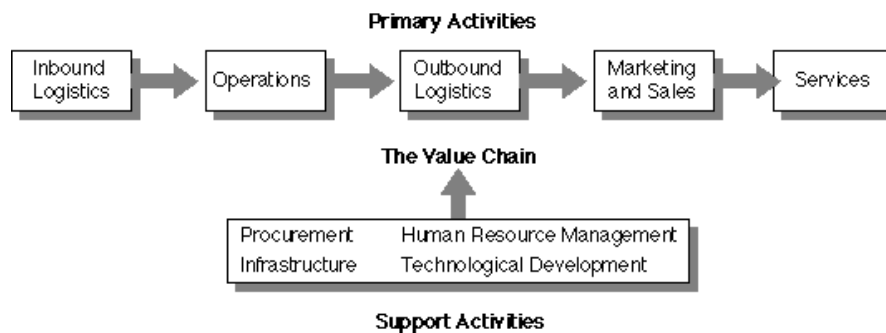 Primary Activities
Inbound Logistics
Operations
Outbound Logistics
Marketing and Sales
Services
The Value Chain
Procurement Human Resource Management
Infrastructure Technological Development
Support Activities